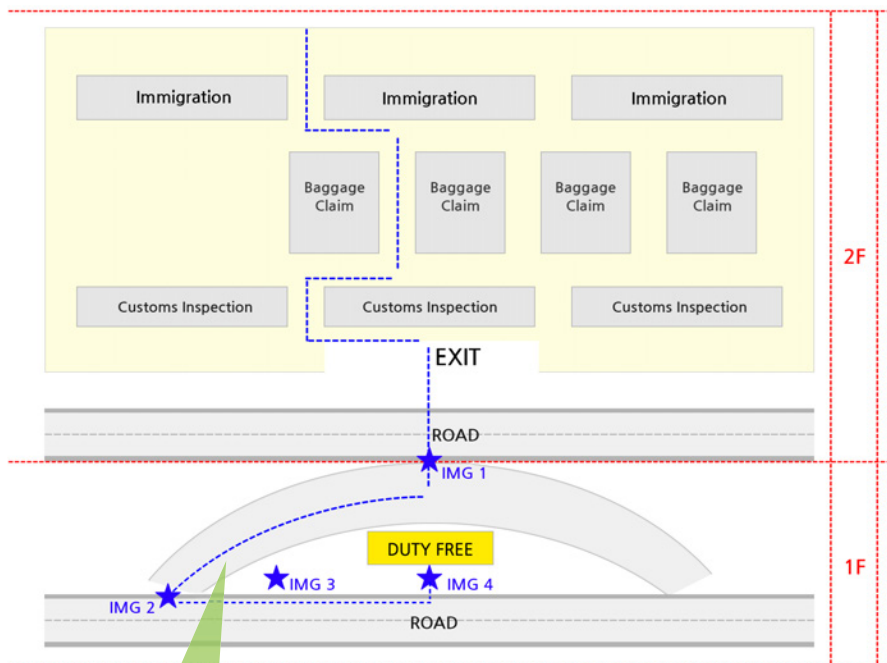 Immigration
Immigration
Immigration
Baggage
Claim
Baggage
Claim
Baggage
Claim
Baggage
Claim
2F
Customs Inspection
Customs Inspection
Customs Inspection
EXIT
ROAD
IMG 1
DUTY FREE
1F
IMG 3
IMG 4
IMG 2
ROAD